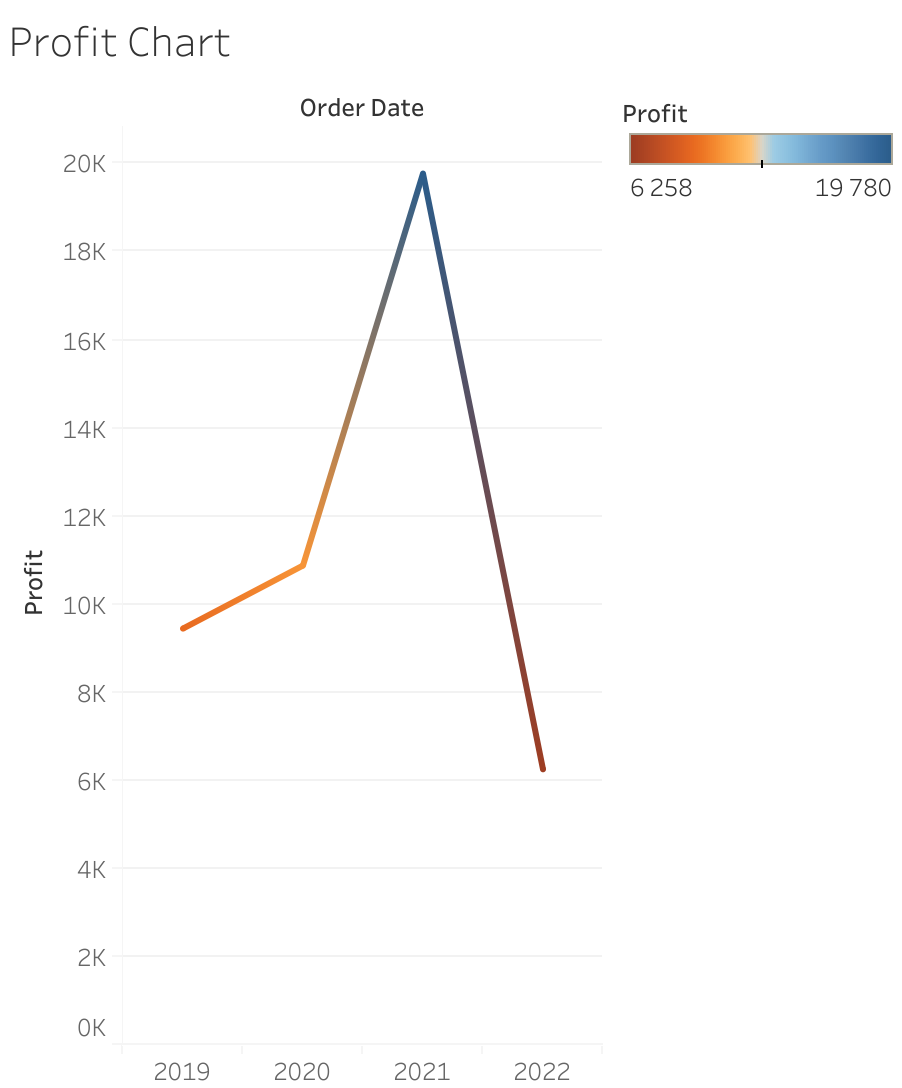 Profit Chart
Order Date
Profit
6 258 19 780
20K
18K
16K
14K
12K
10K
8K
6K
4K
2K
0K
Profit
2019 2020 2021 2022